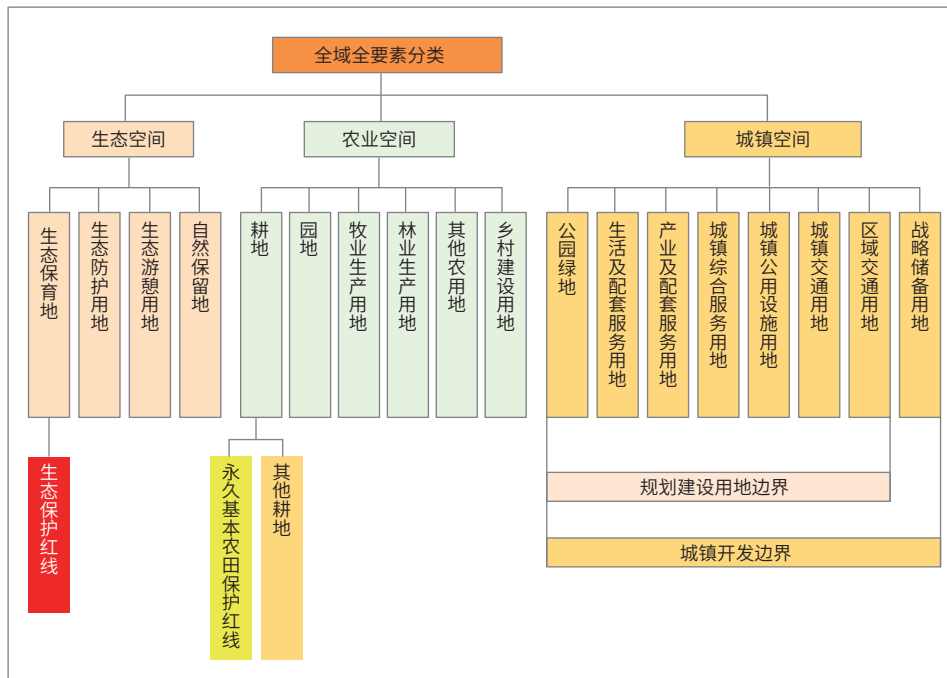 全域全要素分类
生态空间
农业空间
城镇空间
生态保育地
生态防护用地
生态游憩用地
自然保留地
耕地
园地
牧业生产用地
林业生产用地
其他农用地
乡村建设用地
公园绿地
生活及配套服务用地
产业及配套服务用地
城镇综合服务用地
城镇公用设施用地
城镇交通用地
区域交通用地
战略储备用地
生态保护红线
永久基本农田保护红线
其他耕地
规划建设用地边界
城镇开发边界